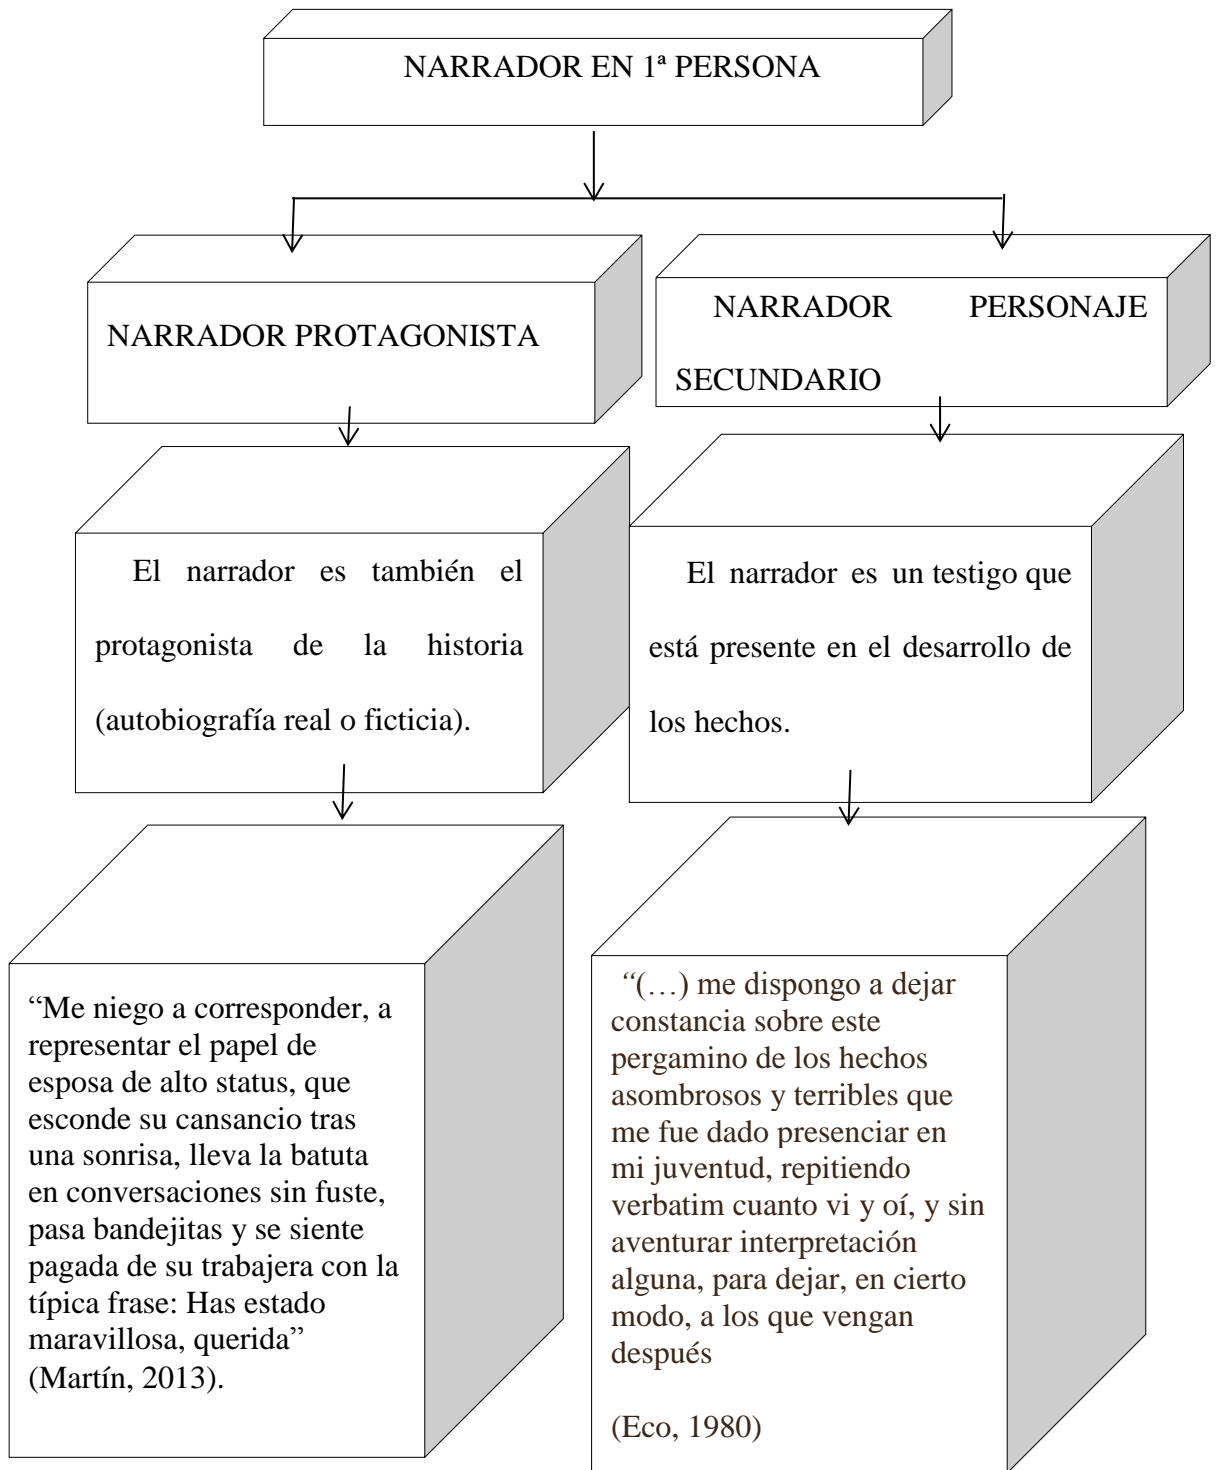 NARRADOR EN 1ª PERSONA
NARRADOR PROTAGONISTA
NARRADOR PERSONAJE
SECUNDARIO
El narrador es también el
protagonista de la historia
(autobiografía real o ficticia).
El narrador es un testigo que
está presente en el desarrollo de
los hechos.
“Me niego a corresponder, a
representar el papel de
esposa de alto status, que
esconde su cansancio tras
una sonrisa, lleva la batuta
en conversaciones sin fuste,
pasa bandejitas y se siente
pagada de su trabajera con la
típica frase: Has estado
maravillosa, querida”
(Martín, 2013).
“(…) me dispongo a dejar
constancia sobre este
pergamino de los hechos
asombrosos y terribles que
me fue dado presenciar en
mi juventud, repitiendo
verbatim cuanto vi y oí, y sin
aventurar interpretación
alguna, para dejar, en cierto
modo, a los que vengan
después
(Eco, 1980)